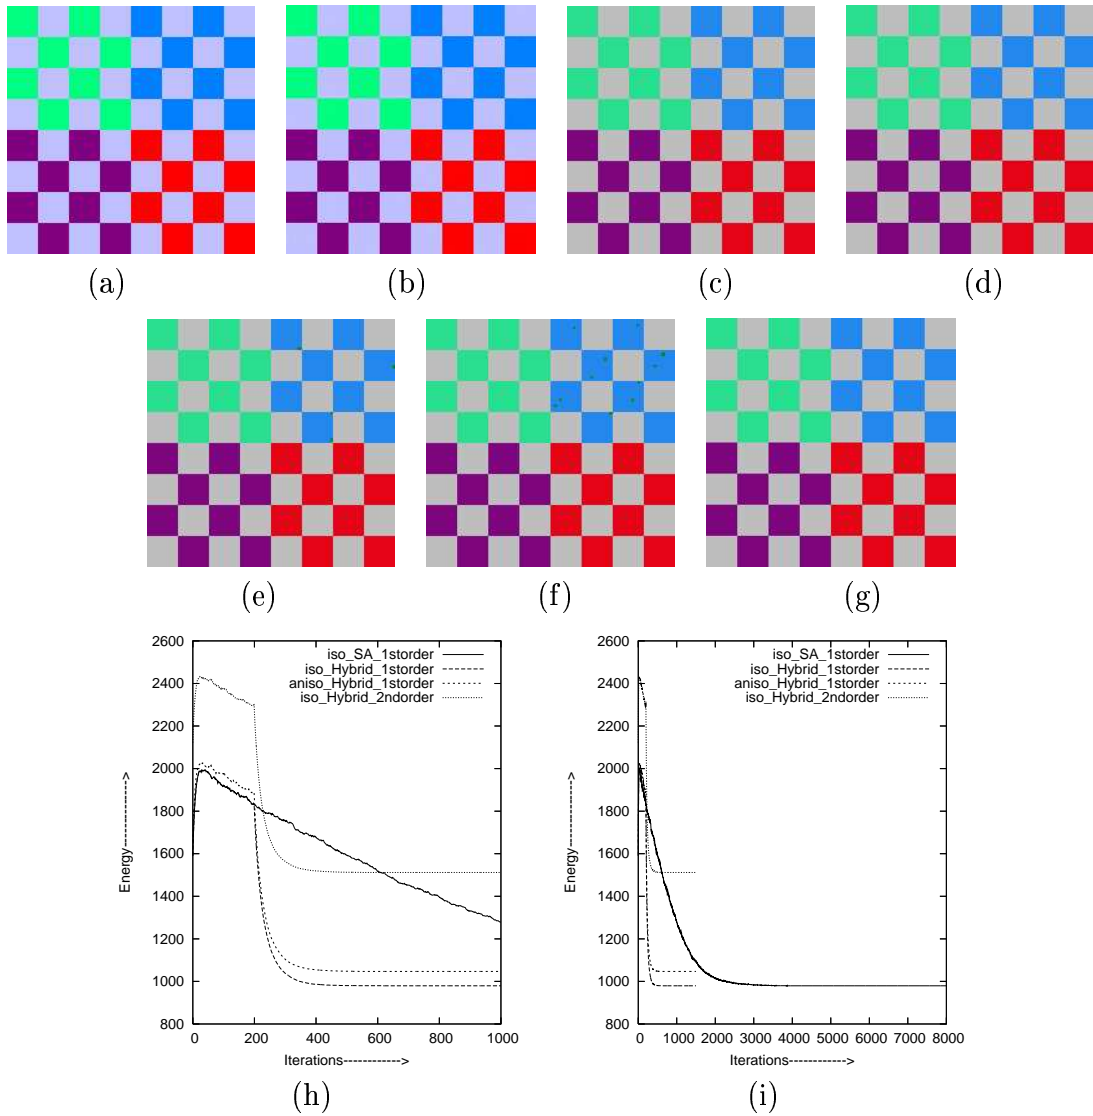 (a) (b) (c) (d)
(e) (f) (g)
2600
2400
2200
2000
1800
1600
1400
1200
1000
800
0 200 400 600 800 1000
Energy------------>
Iterations------------>
iso_SA_1storder
iso_Hybrid_1storder
aniso_Hybrid_1storder
iso_Hybrid_2ndorder
(h)
2600
2400
2200
2000
1800
1600
1400
1200
1000
800
0 1000 2000 3000 4000 5000 6000 7000 8000
Energy------------>
Iterations------------>
iso_SA_1storder
iso_Hybrid_1storder
aniso_Hybrid_1storder
iso_Hybrid_2ndorder
(i)